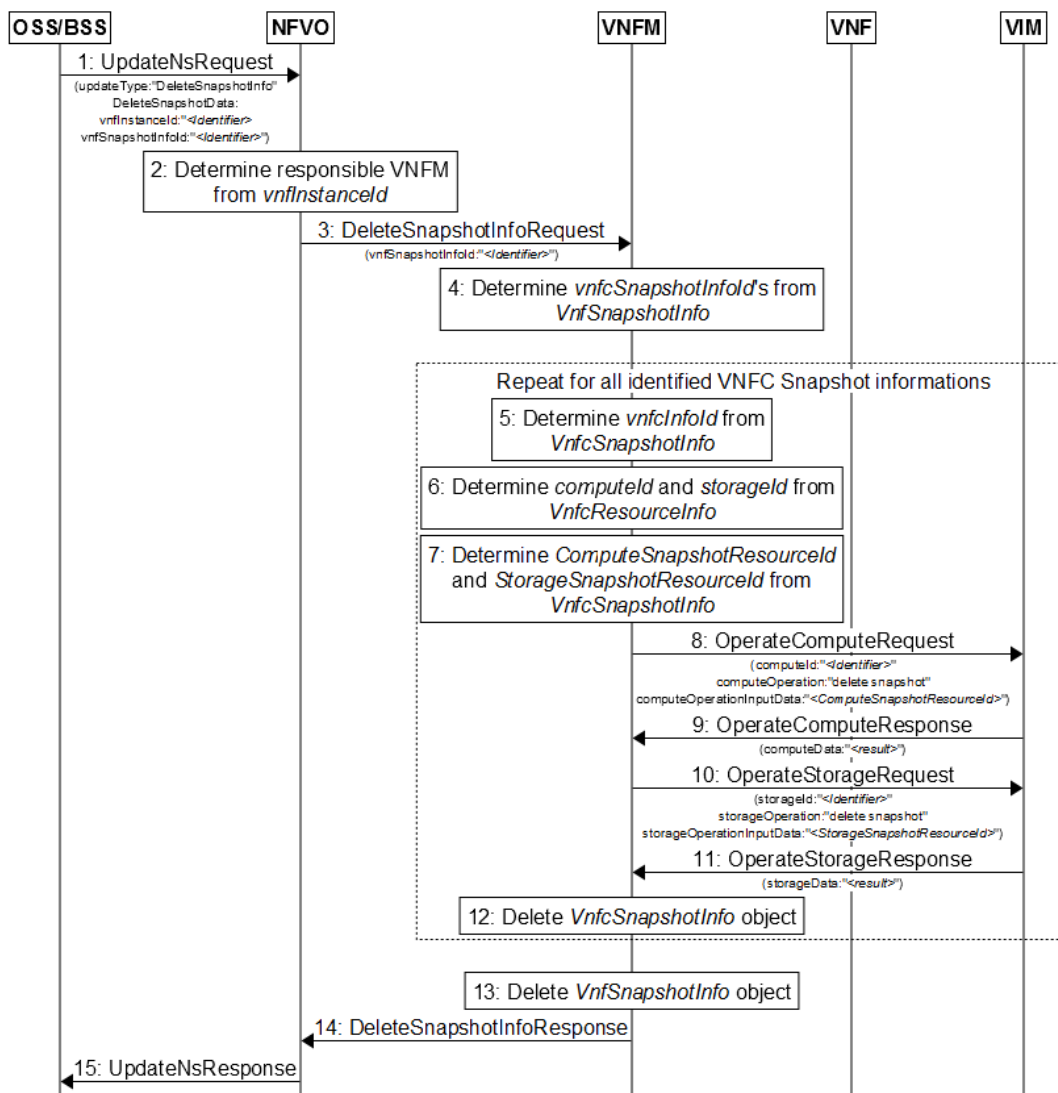 OSS/BSS NFVO VNFM VNF VIM
1: UpdateNsRequest
(updateType:"DeleteSnapshotInfo"
DeleteSnapshotData:
vnfInstanceId:"<Identifier>
vnfSnapshotInfoId:"<Identifier>")
2: Determine responsible VNFM
from vnfInstanceId
3: DeleteSnapshotInfoRequest
(vnfSnapshotInfoId:"<Identifier>")
4: Determine vnfcSnapshotInfoId's from
VnfSnapshotInfo
Repeat for all identified VNFC Snapshot informations
5: Determine vnfcInfoId from
VnfcSnapshotInfo
6: Determine computeId and storageId from
VnfcResourceInfo
7: Determine ComputeSnapshotResourceId
and StorageSnapshotResourceId from
VnfcSnapshotInfo
8: OperateComputeRequest
(computeId:"<Identifier>"
computeOperation:"delete snapshot"
computeOperationInputData:"<ComputeSnapshotResourceId>")
9: OperateComputeResponse
(computeData:"<result>")
10: OperateStorageRequest
(storageId:"<Identifier>"
storageOperation:"delete snapshot"
storageOperationInputData:"<StorageSnapshotResourceId>")
11: OperateStorageResponse
(storageData:"<result>")
12: Delete VnfcSnapshotInfo object
13: Delete VnfSnapshotInfo object
14: DeleteSnapshotInfoResponse
15: UpdateNsResponse